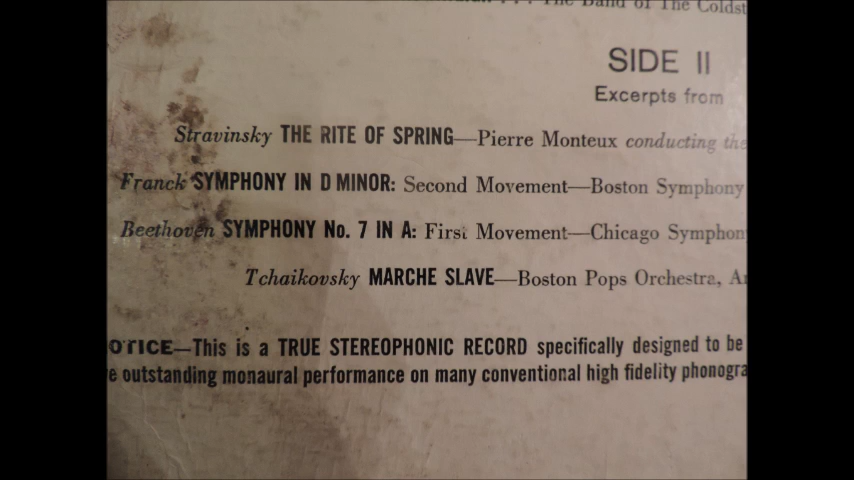 The Band of The Coldst
SIDE II
Excerpts from
Stravinsky THE RITE OF SPRING—Pierre Monteux conducting the
Franck SYMPHONY IN D MINOR: Second Movement—Boston Symphony
Beethoven SYMPHONY No. 7 IN A: First Movement—Chicago Symphon
Tchaikovsky MARCHE SLAVE—Boston Pops Orchestra, Ar
OTICE—This is a TRUE STEREOPHONIC RECORD specifically designed to be
e outstanding monaural performance on many conventional high fidelity phonogra